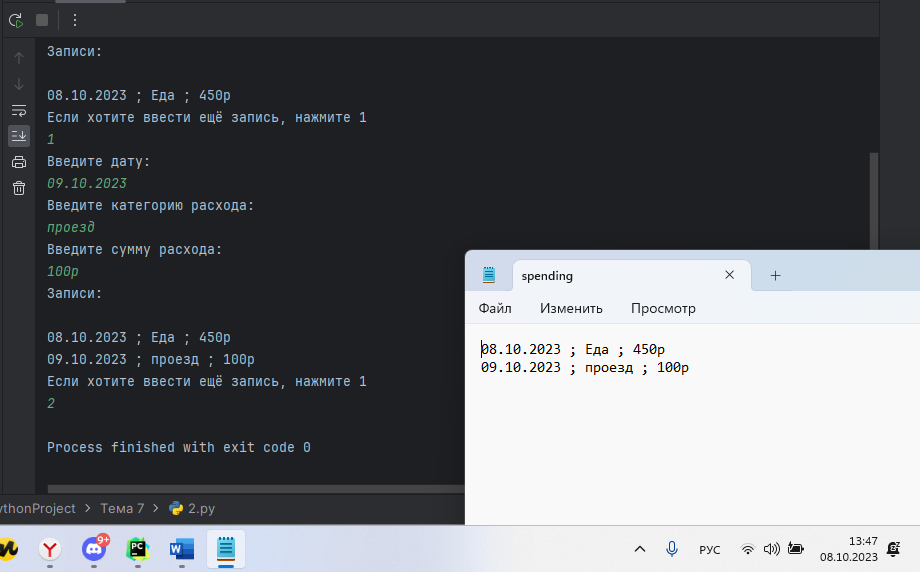 Записи:
08.10.2023 ; Еда ; 450р
Если хотите ввести ещё запись, нажмите 1
1
Введите дату:
09.10.2023
Введите категорию расхода:
проезд
Введите сумму расхода:
100р
Записи:
08.10.2023 ; Еда ; 450р
09.10.2023 ; проезд ; 100р
Если хотите ввести ещё запись, нажмите 1
2
Process finished with exit code 0
spending
Файл Изменить Просмотр
08.10.2023 ; Еда ; 450р
09.10.2023 ; проезд ; 100р
ythonProject > Тема 7 > 2.py
9+
PC
W
РУС
13:47
08.10.2023